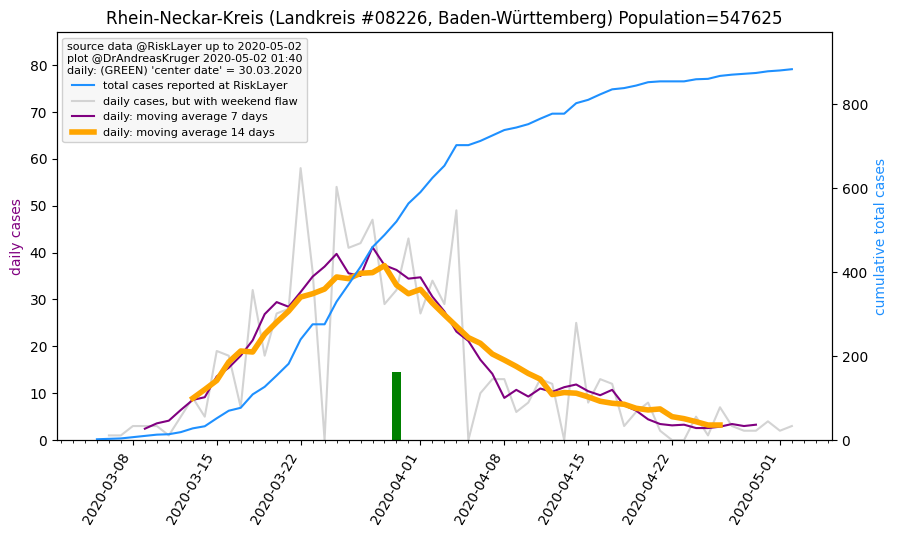 Rhein-Neckar-Kreis (Landkreis #08226, Baden-Württemberg) Population=547625
source data @RiskLayer up to 2020-05-02
plot @DrAndreasKruger 2020-05-02 01:40
daily: (GREEN) 'center date' = 30.03.2020
total cases reported at RiskLayer
daily cases, but with weekend flaw
daily: moving average 7 days
daily: moving average 14 days
daily cases
80
70
60
50
40
30
20
10
0
800
600
400
200
0
cumulative total cases
2020-03-08
2020-03-15
2020-03-22
2020-04-01
2020-04-08
2020-04-15
2020-04-22
2020-05-01